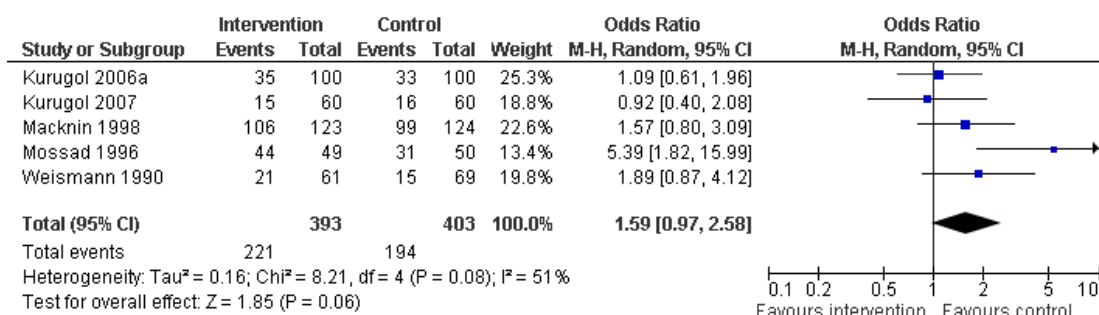 Intervention Control Odds Ratio Odds Ratio
Study or Subgroup Events Total Events Total Weight M-H, Random, 95% CI M-H, Random, 95% CI
Kurugol 2006a 35 100 33 100 25.3% 1.09 [0.61, 1.96]
Kurugol 2007 15 60 16 60 18.8% 0.92 [0.40, 2.08]
Macknin 1998 106 123 99 124 22.6% 1.57 [0.80, 3.09]
Mossad 1996 44 49 31 50 13.4% 5.39 [1.82, 15.99]
Weismann 1990 21 61 15 69 19.8% 1.89 [0.87, 4.12]
Total (95% CI) 393 403 100.0% 1.59 [0.97, 2.58]
Total events 221 194
Heterogeneity: Tau² = 0.16; Chi² = 8.21, df = 4 (P = 0.08); I² = 51%
Test for overall effect: Z = 1.85 (P = 0.06)
0.1 0.2 0.5 1 2 5 10
Favours intervention Favours control